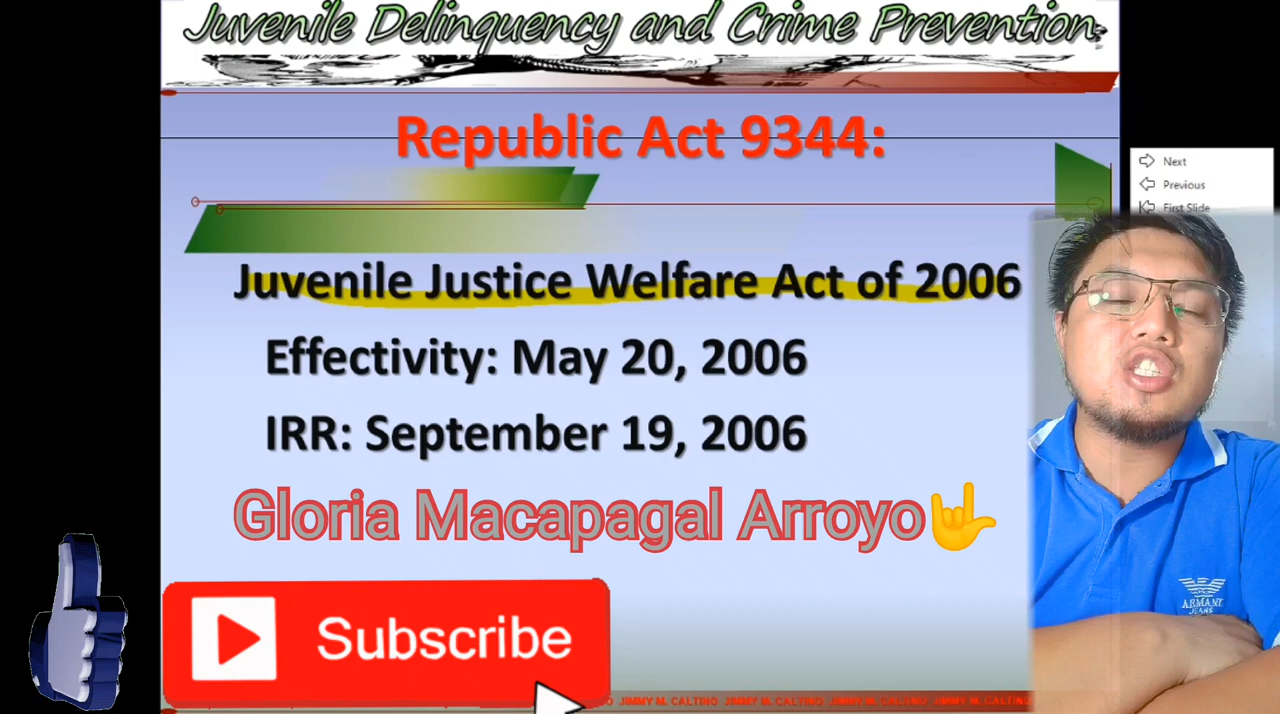 Juvenile Delinquency and Crime Prevention
Republic Act 9344:
Next
Previous
First Slide
Juvenile Justice Welfare Act of 2006
Effectivity: May 20, 2006
IRR: September 19, 2006
Gloria Macapagal Arroyo🤟
ARMANI
JEANS
Subscribe
JIMMY M. CALTINO JIMMY M. CALTINO JIMMY M. CALTINO JIMMY M. CALTINO